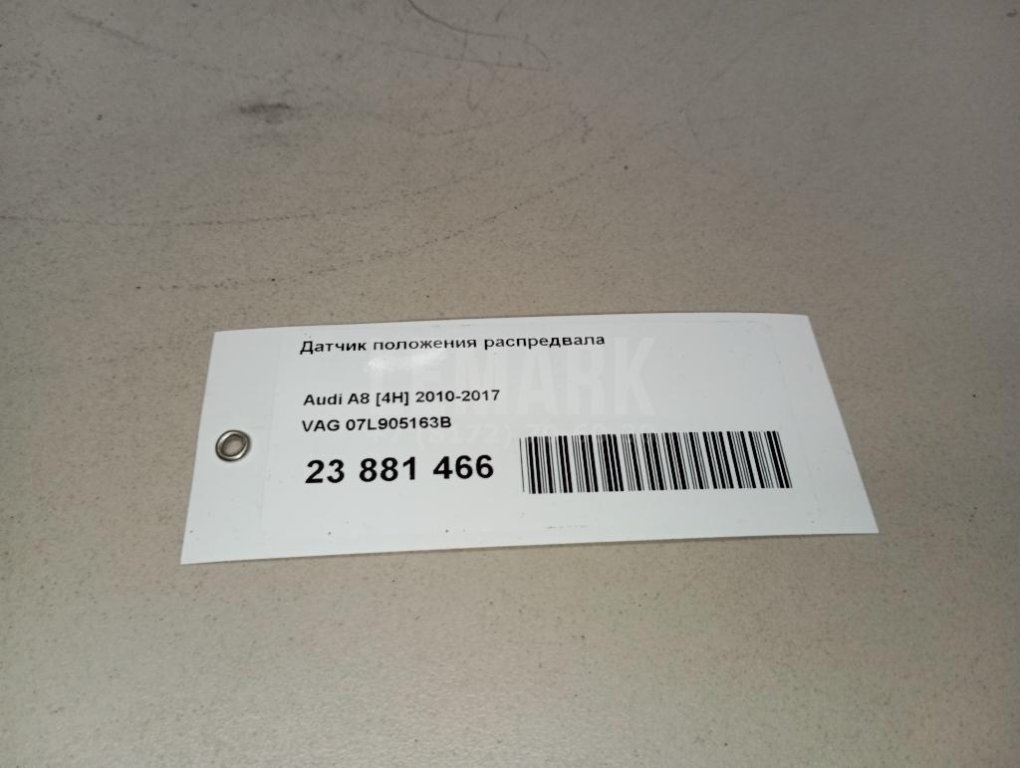 Датчик положения распредвала
Audi A8 [4H] 2010-2017
VAG 07L905163B
23 881 466